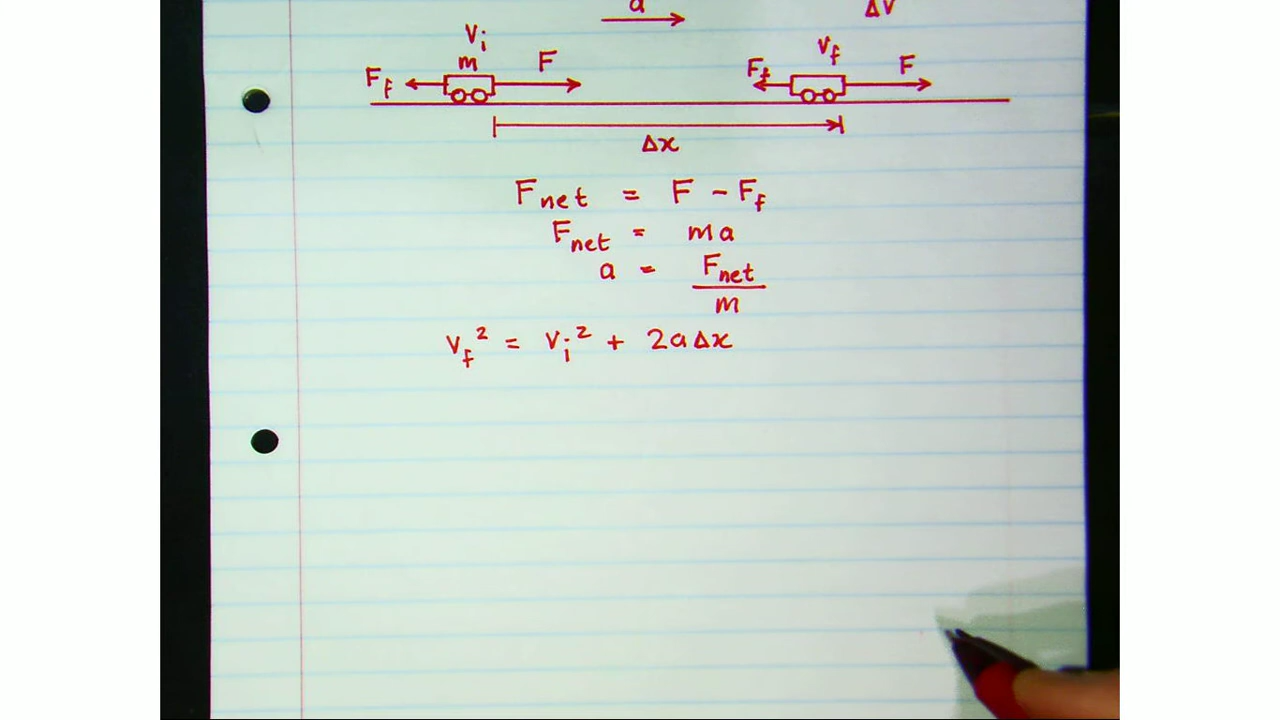 a ΔV
Vi Vf
Ff m F Ff F
Δx
Fnet = F - Ff
Fnet = ma
a = Fnet/m
Vf² = Vi² + 2aΔx